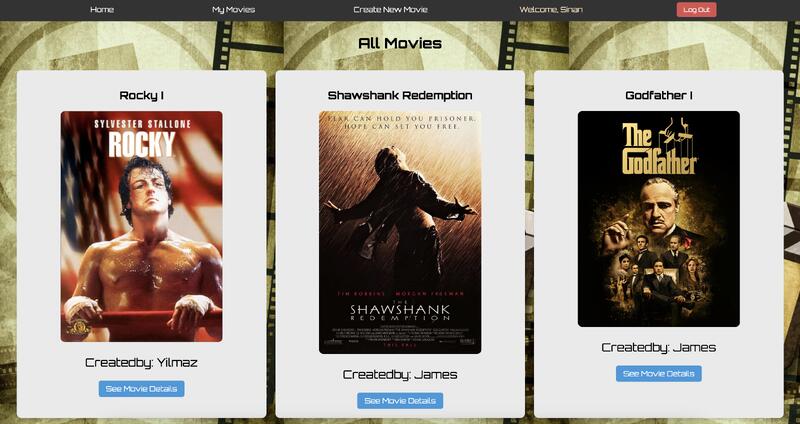 Home
My Movies
Create New Movie
Welcome, Sinan
Log Out
All Movies
Rocky I
SYLVESTER STALLONE
ROCKY
Createdby: Yilmaz
See Movie Details
Shawshank Redemption
FEAR CAN HOLD YOU PRISONER.
HOPE CAN SET YOU FREE.
TIM ROBBINS MORGAN FREEMAN
THE
SHAWSHANK
REDEMPTION
THIS FALL
Createdby: James
See Movie Details
Godfather I
The
Godfather
Createdby: James
See Movie Details